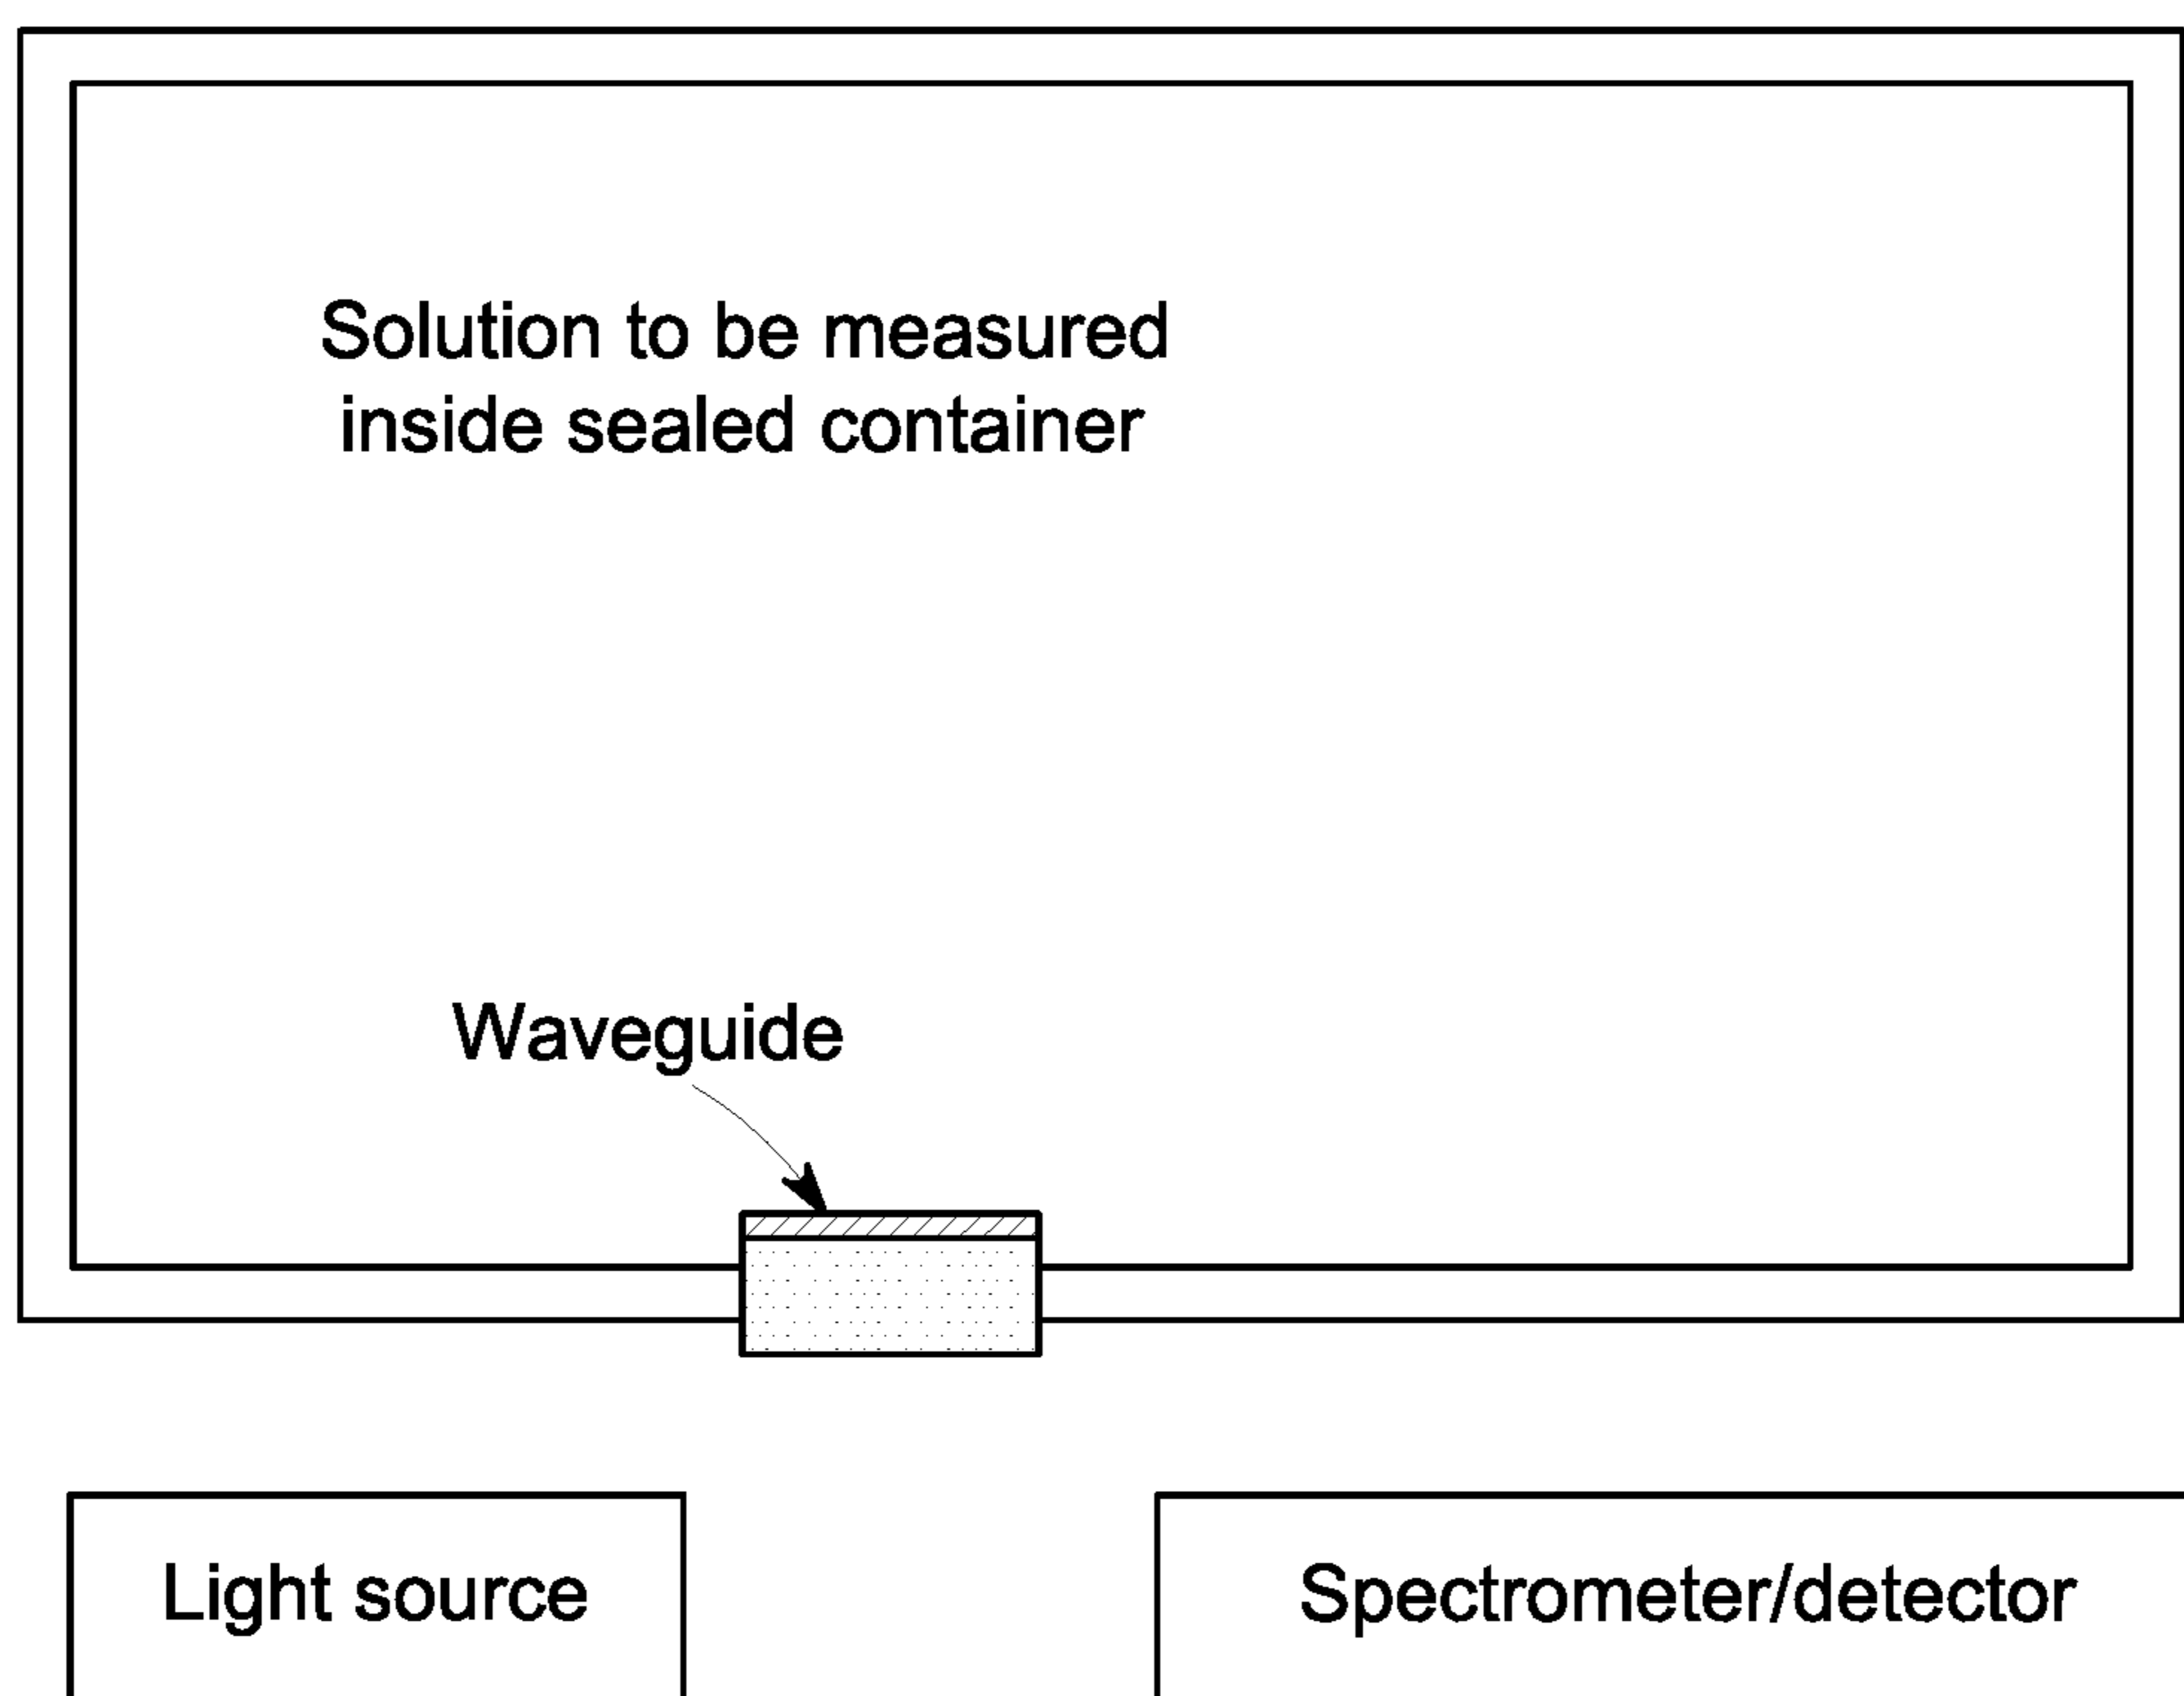 Solution to be measured
inside sealed container
Waveguide
Light source
Spectrometer/detector